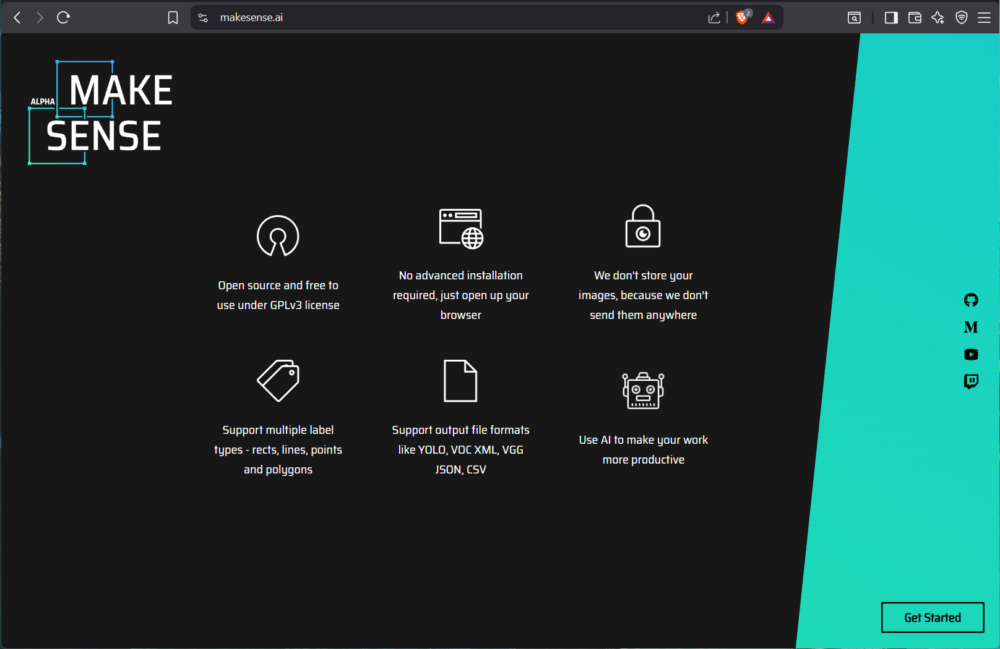 makesense.ai
2
ALPHA
MAKE
SENSE
Open source and free to
use under GPLv3 license
No advanced installation
required, just open up your
browser
We don't store your
images, because we don't
send them anywhere
Support multiple label
types - rects, lines, points
and polygons
Support output file formats
like YOLO, VOC XML, VGG
JSON, CSV
Use AI to make your work
more productive
M
Get Started